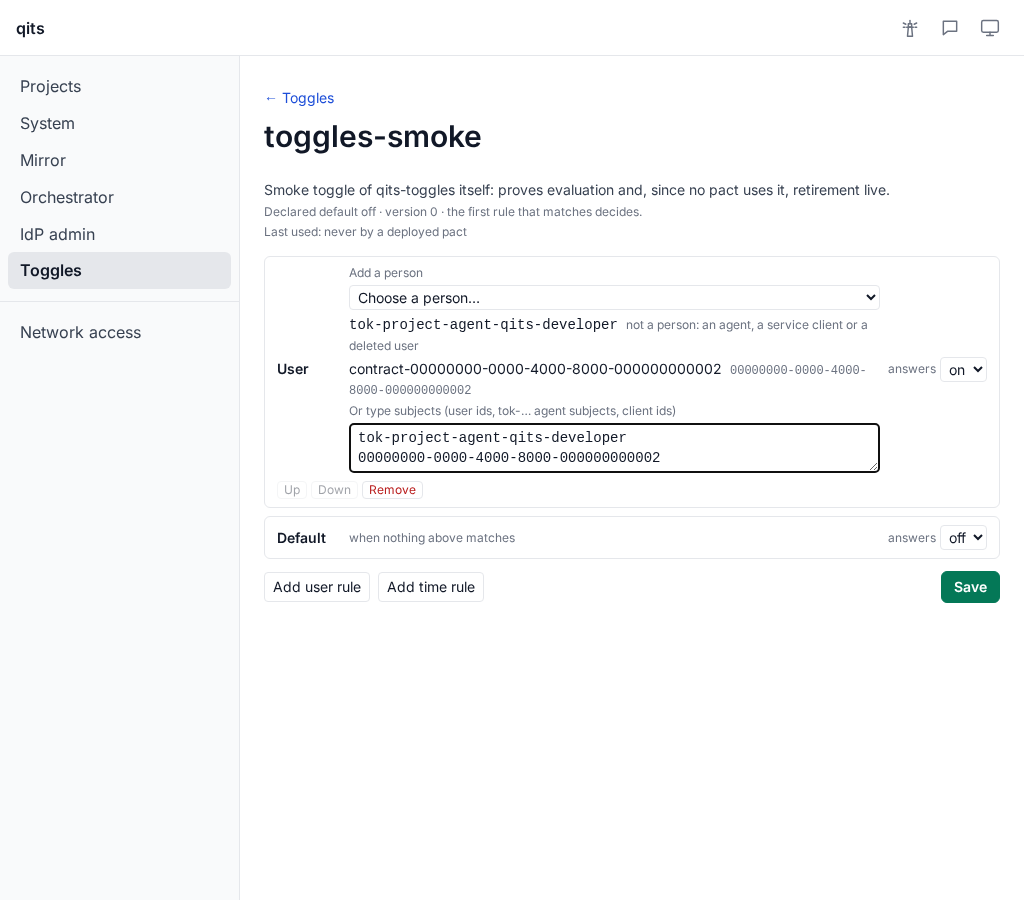 qits
Projects
System
Mirror
Orchestrator
IdP admin
Toggles
Network access
← Toggles
toggles-smoke
Smoke toggle of qits-toggles itself: proves evaluation and, since no pact uses it, retirement live.
Declared default off · version 0 · the first rule that matches decides.
Last used: never by a deployed pact
Add a person
Choose a person...
tok-project-agent-qits-developer not a person: an agent, a service client or a
deleted user
User
contract-00000000-0000-4000-8000-000000000002 00000000-0000-4000-
8000-000000000002
answers on
Or type subjects (user ids, tok-... agent subjects, client ids)
tok-project-agent-qits-developer
00000000-0000-4000-8000-000000000002
Up Down Remove
Default when nothing above matches answers off
Add user rule Add time rule Save